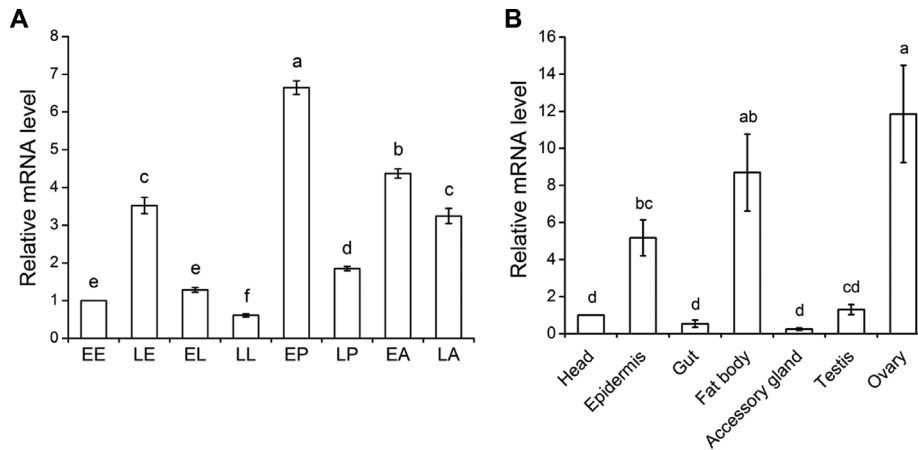 A
Relative mRNA level
8
7
6
5
4
3
2
1
0
e
c
e
f
a
d
b
c
EE LE EL LL EP LP EA LA
B
Relative mRNA level
16
14
12
10
8
6
4
2
0
d
bc
d
ab
d
cd
a
Head
Epidermis
Gut
Fat body
Accessory gland
Testis
Ovary